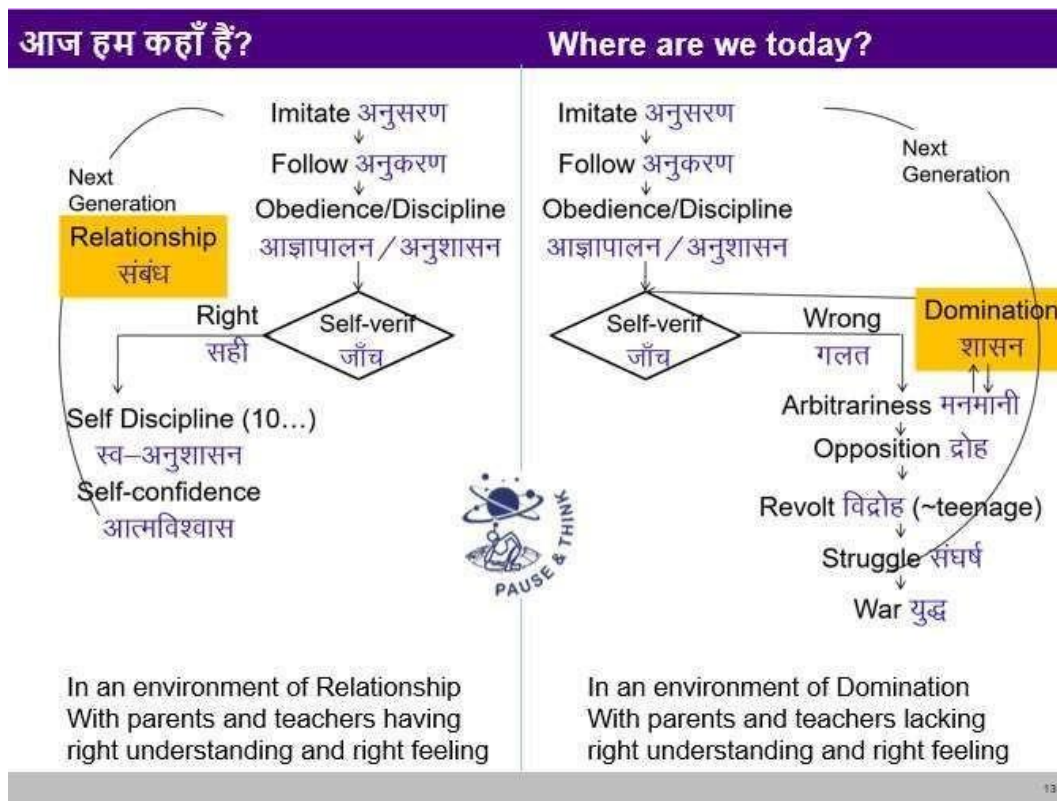 आज हम कहाँ हैं?
Where are we today?
Imitate अनुसरण
Follow अनुकरण
Next
Generation
Obedience/Discipline
आज्ञापालन / अनुशासन
Relationship
संबंध
Right
सही
Self-verif
जाँच
Self Discipline (10...)
स्व–अनुशासन
Self-confidence
आत्मविश्वास
In an environment of Relationship
With parents and teachers having
right understanding and right feeling
PAUSE & THINK
Imitate अनुसरण
Follow अनुकरण
Next
Generation
Obedience/Discipline
आज्ञापालन / अनुशासन
Self-verif
जाँच
Wrong
गलत
Domination
शासन
Arbitrariness मनमानी
Opposition द्रोह
Revolt विद्रोह (~teenage)
Struggle संघर्ष
War युद्ध
In an environment of Domination
With parents and teachers lacking
right understanding and right feeling
13